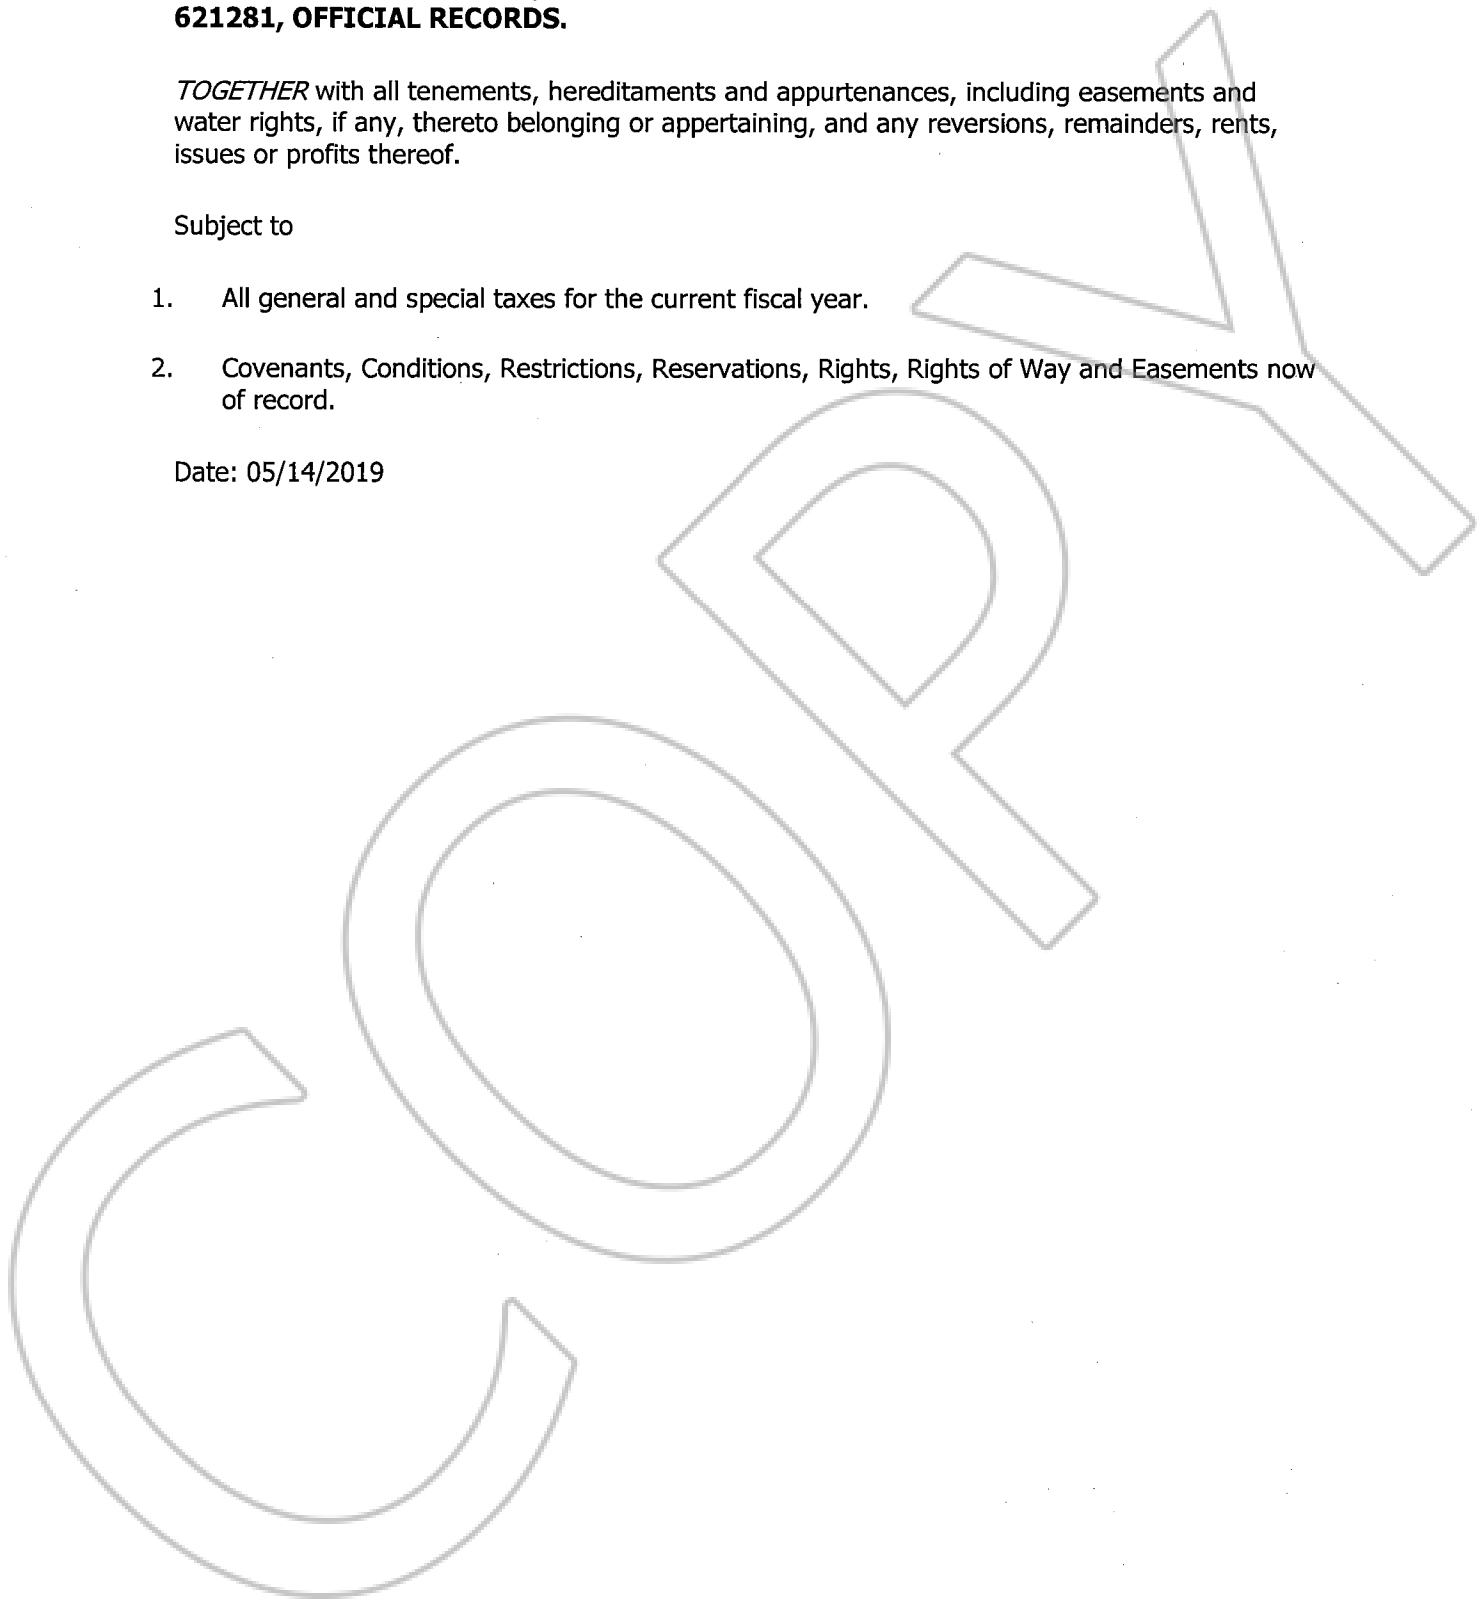 621281, OFFICIAL RECORDS.
TOGETHER with all tenements, hereditaments and appurtenances, including easements and
water rights, if any, thereto belonging or appertaining, and any reversions, remainders, rents,
issues or profits thereof.
Subject to
1. All general and special taxes for the current fiscal year.
2. Covenants, Conditions, Restrictions, Reservations, Rights, Rights of Way and Easements now
of record.
Date: 05/14/2019
COPY